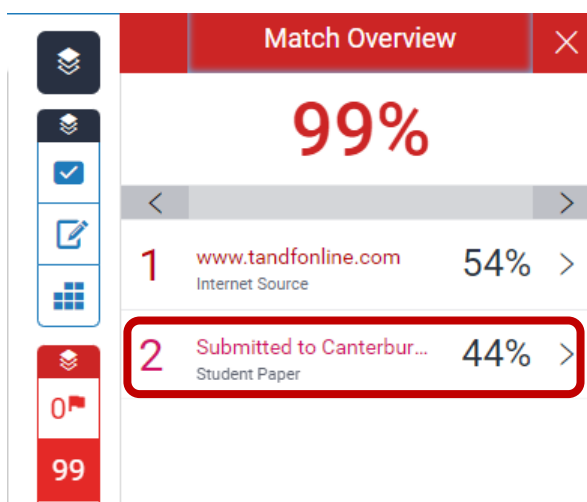 Match Overview
99%
1 www.tandfonline.com 54%
Internet Source
2 Submitted to Canterbur... 44%
Student Paper
0
99